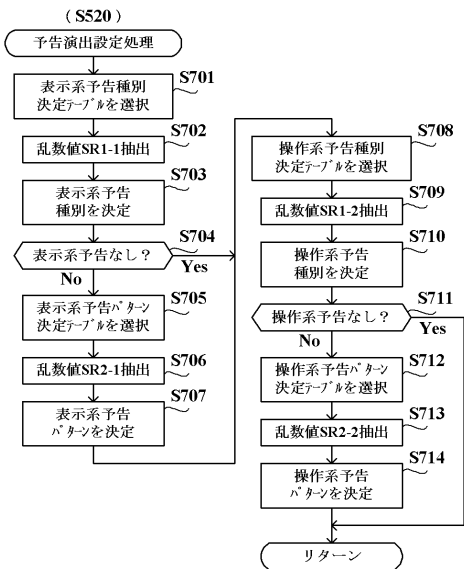 (S520)
予告演出設定処理
S701
表示系予告種別
決定ﾃｰﾌﾞﾙを選択
S702
乱数値SR1-1抽出
S703
表示系予告
種別を決定
S704
表示系予告なし?
Yes
No
S705
表示系予告ﾊﾟﾀｰﾝ
決定ﾃｰﾌﾞﾙを選択
S706
乱数値SR2-1抽出
S707
表示系予告
ﾊﾟﾀｰﾝを決定
S708
操作系予告種別
決定ﾃｰﾌﾞﾙを選択
S709
乱数値SR1-2抽出
S710
操作系予告
種別を決定
S711
操作系予告なし?
Yes
No
S712
操作系予告ﾊﾟﾀｰﾝ
決定ﾃｰﾌﾞﾙを選択
S713
乱数値SR2-2抽出
S714
操作系予告
ﾊﾟﾀｰﾝを決定
リターン